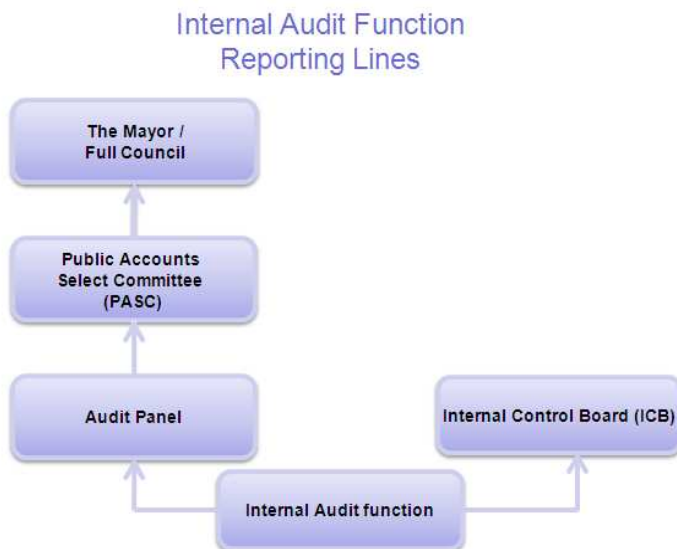 Internal Audit Function
Reporting Lines
The Mayor /
Full Council
Public Accounts
Select Committee
(PASC)
Audit Panel
Internal Control Board (ICB)
Internal Audit function